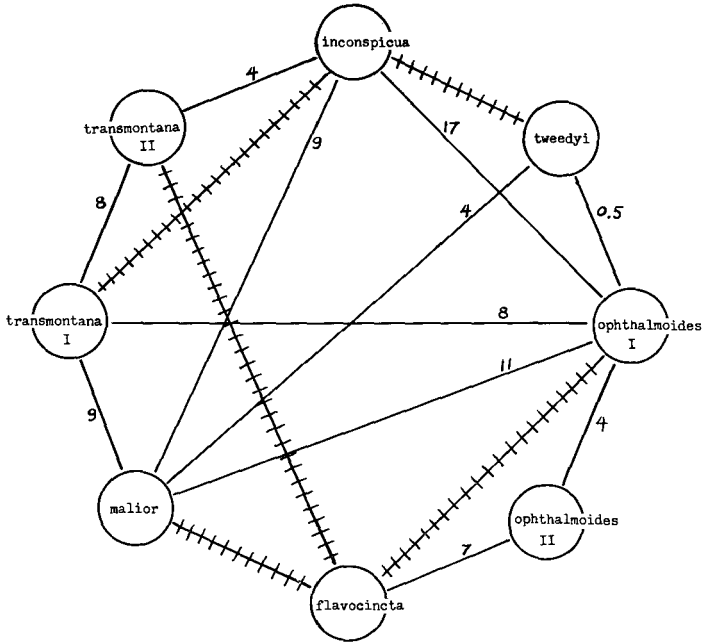 inconspicua
4
transmontana
II
9
17
tweedyi
8
4
0.5
transmontana
I
8
ophthalmoides
I
11
9
4
malior
ophthalmoides
II
7
flavocincta